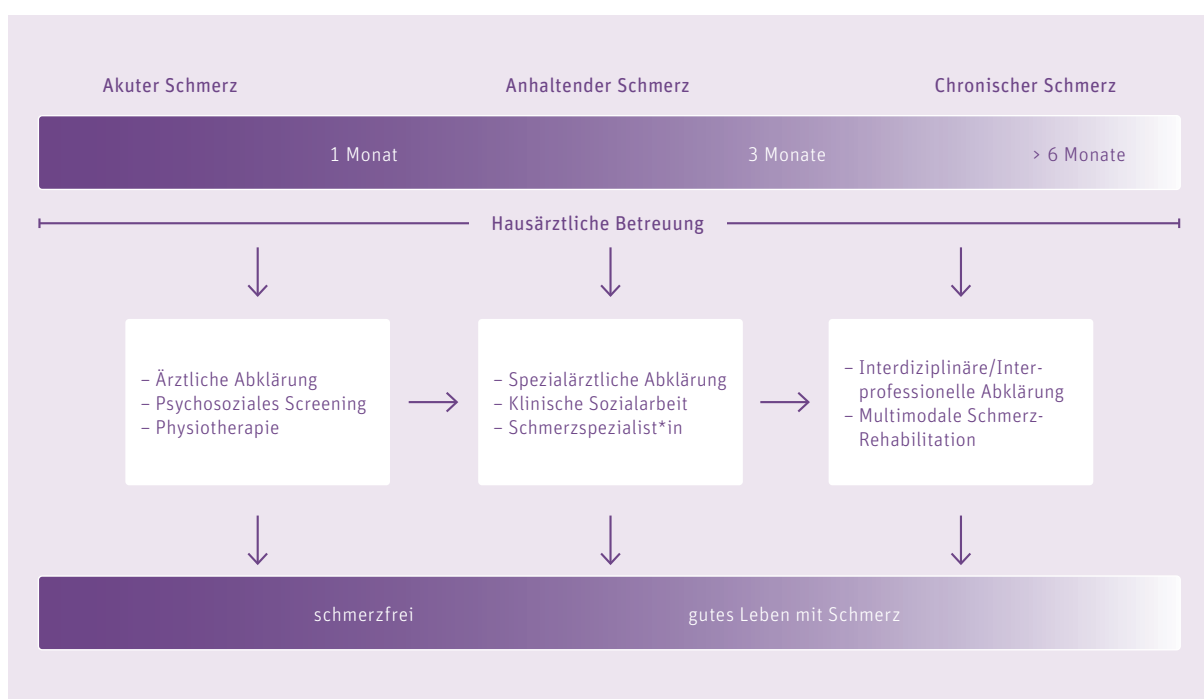 Akuter Schmerz
Anhaltender Schmerz
Chronischer Schmerz
1 Monat
3 Monate
> 6 Monate
Hausärztliche Betreuung
– Ärztliche Abklärung
– Psychosoziales Screening
– Physiotherapie
– Spezialärztliche Abklärung
– Klinische Sozialarbeit
– Schmerzspezialist*in
– Interdisziplinäre/Inter-
professionelle Abklärung
– Multimodale Schmerz-
Rehabilitation
schmerzfrei
gutes Leben mit Schmerz